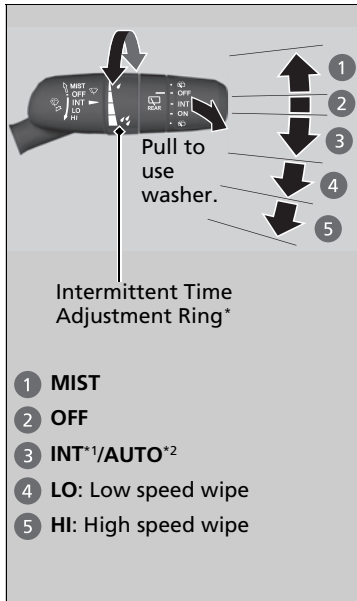 MIST
OFF
INT
LO
HI
REAR
OFF
INT
ON
1
2
3
4
5
Pull to
use
washer.
Intermittent Time
Adjustment Ring*
1 MIST
2 OFF
3 INT*1/AUTO*2
4 LO: Low speed wipe
5 HI: High speed wipe